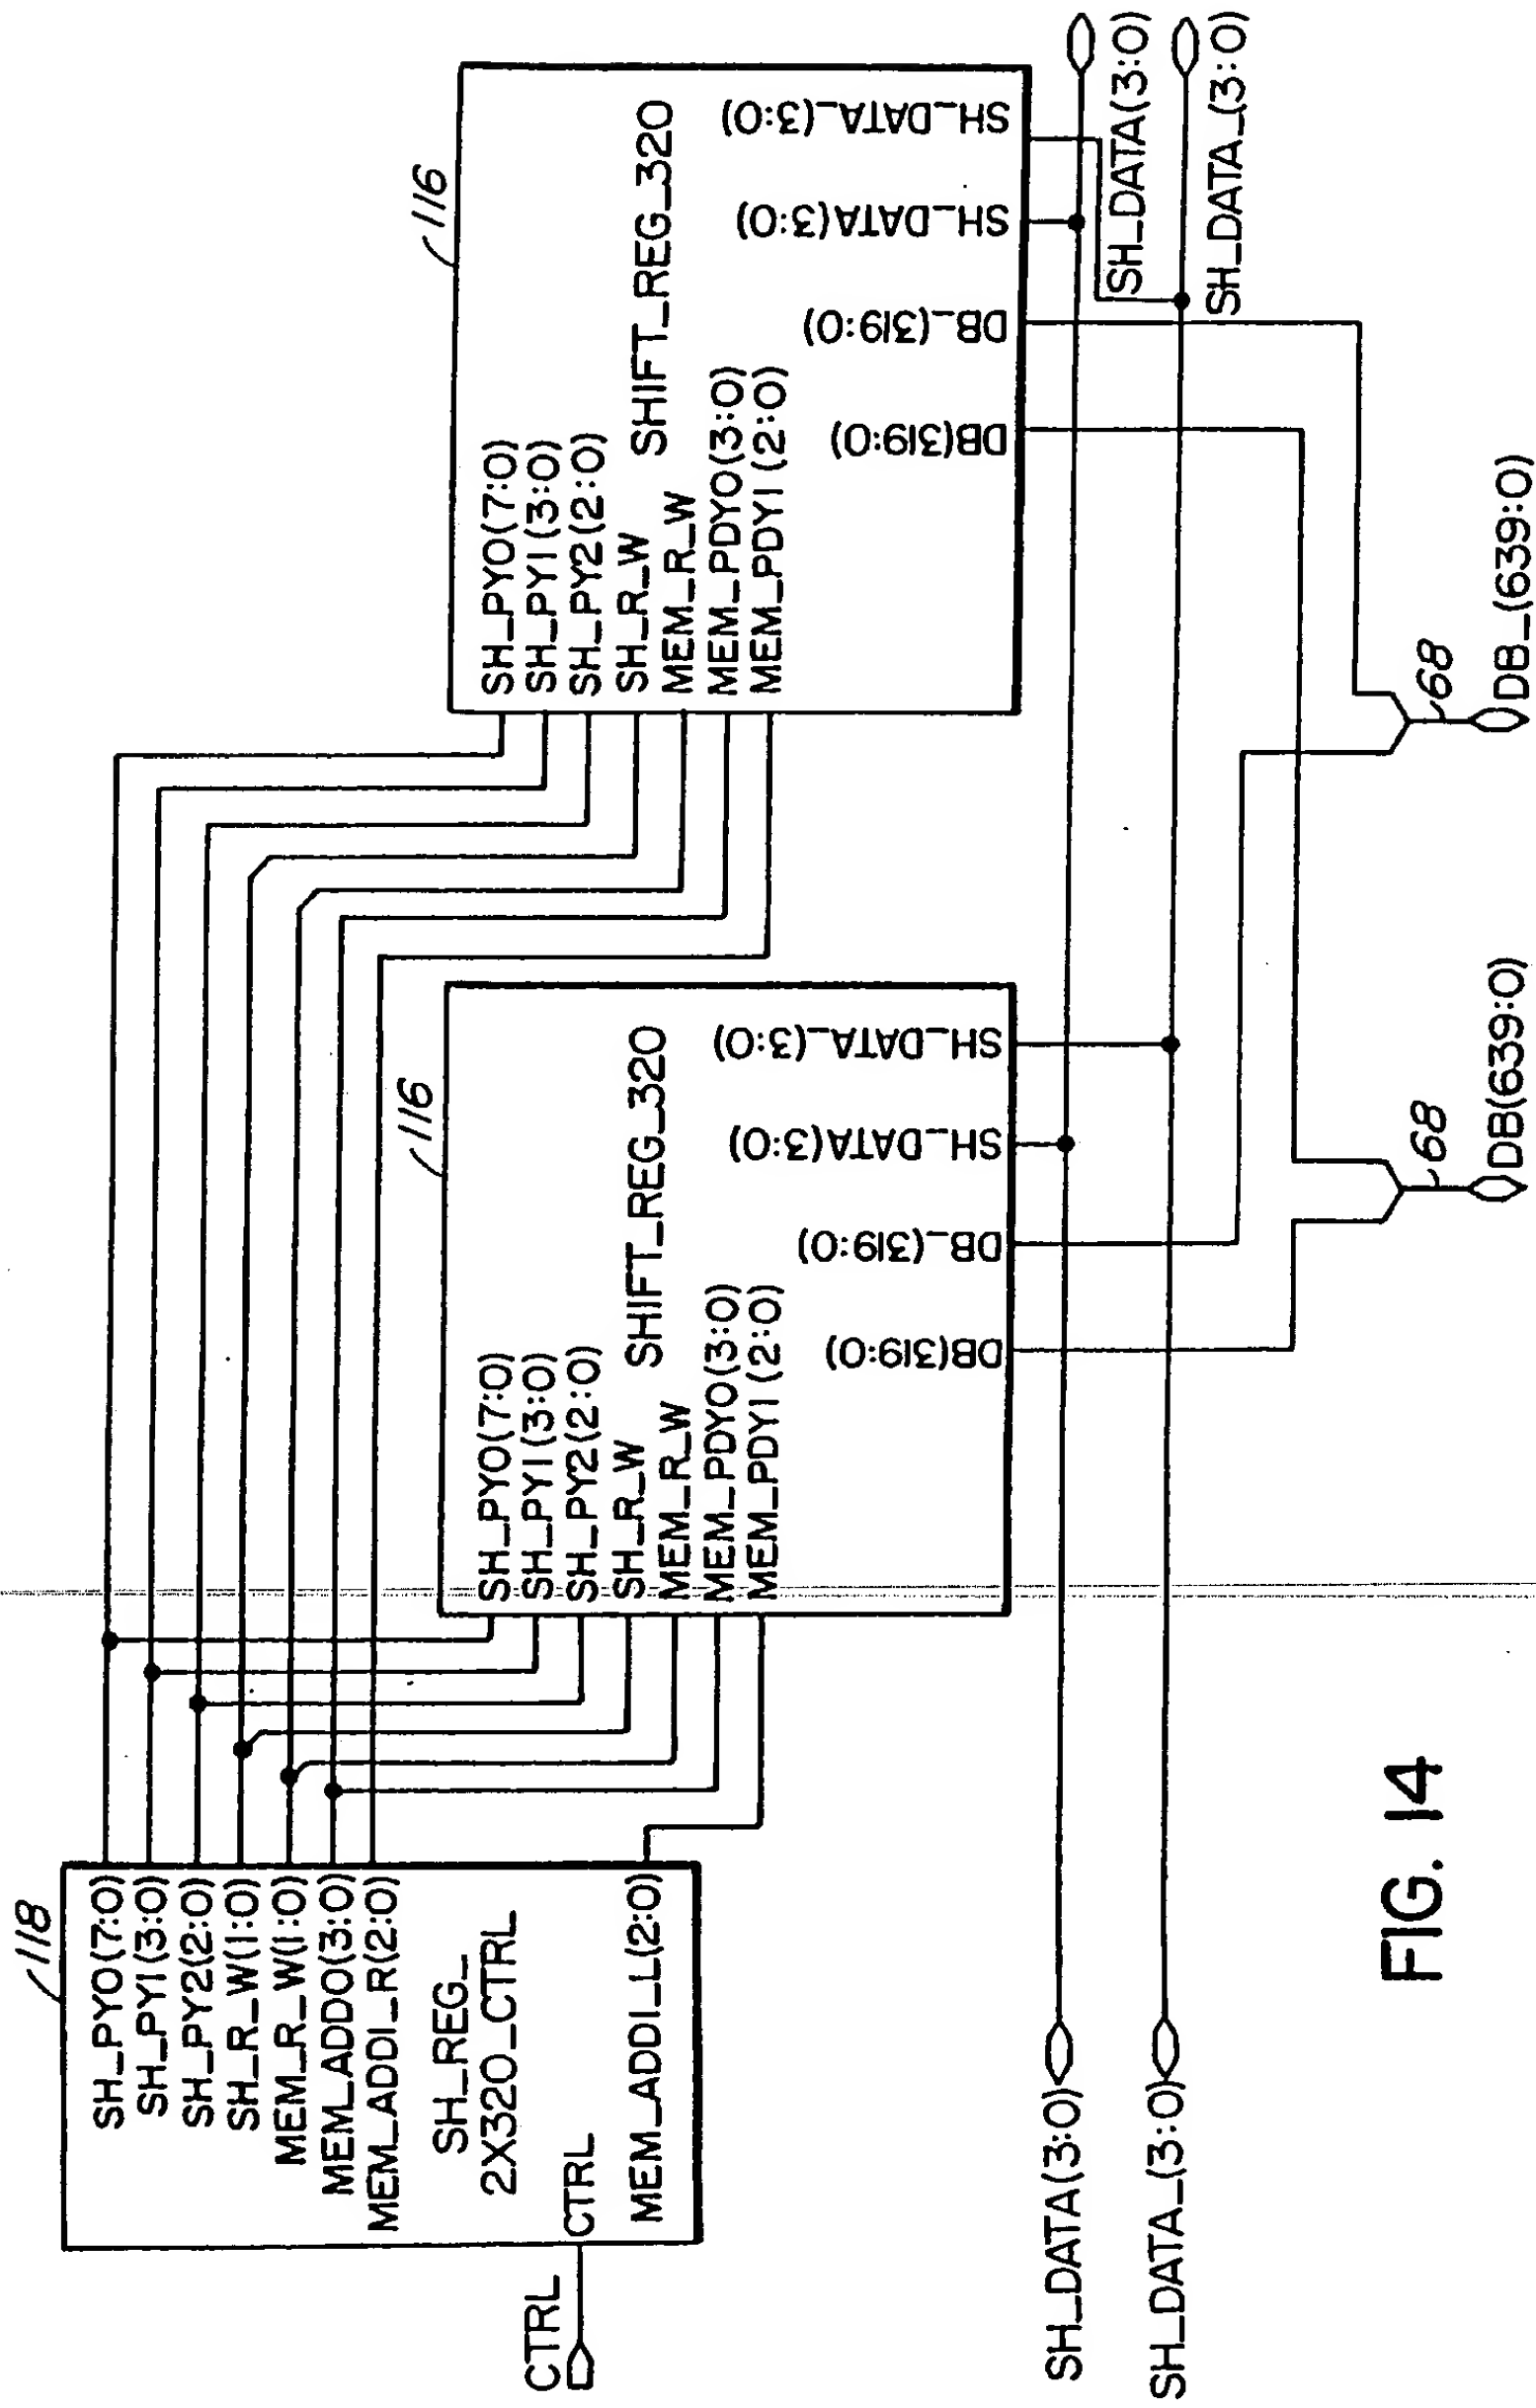 118
SH_PY0(7:0)
SH_PY1(3:0)
SH_PY2(2:0)
SH_R_W(1:0)
MEM_R_W(1:0)
MEM_ADD0(3:0)
MEM_ADD1_R(2:0)
SH_REG_
2X320_CTRL
CTRL
MEM_ADD1_L(2:0)
CTRL
116
SH_PY0(7:0)
SH_PY1(3:0)
SH_PY2(2:0)
SH_R_W
SHIFT_REG_320
MEM_R_W
MEM_PDY0(3:0)
MEM_PDY1(2:0)
DB(319:0)
DB_(319:0)
SH_DATA(3:0)
SH_DATA_(3:0)
116
SH_PY0(7:0)
SH_PY1(3:0)
SH_PY2(2:0)
SH_R_W
SHIFT_REG_320
MEM_R_W
MEM_PDY0(3:0)
MEM_PDY1(2:0)
DB(319:0)
DB_(319:0)
SH_DATA(3:0)
SH_DATA_(3:0)
SH_DATA(3:0)
SH_DATA_(3:0)
SH_DATA(3:0)
SH_DATA_(3:0)
68
DB(639:0)
68
DB_(639:0)
FIG. 14